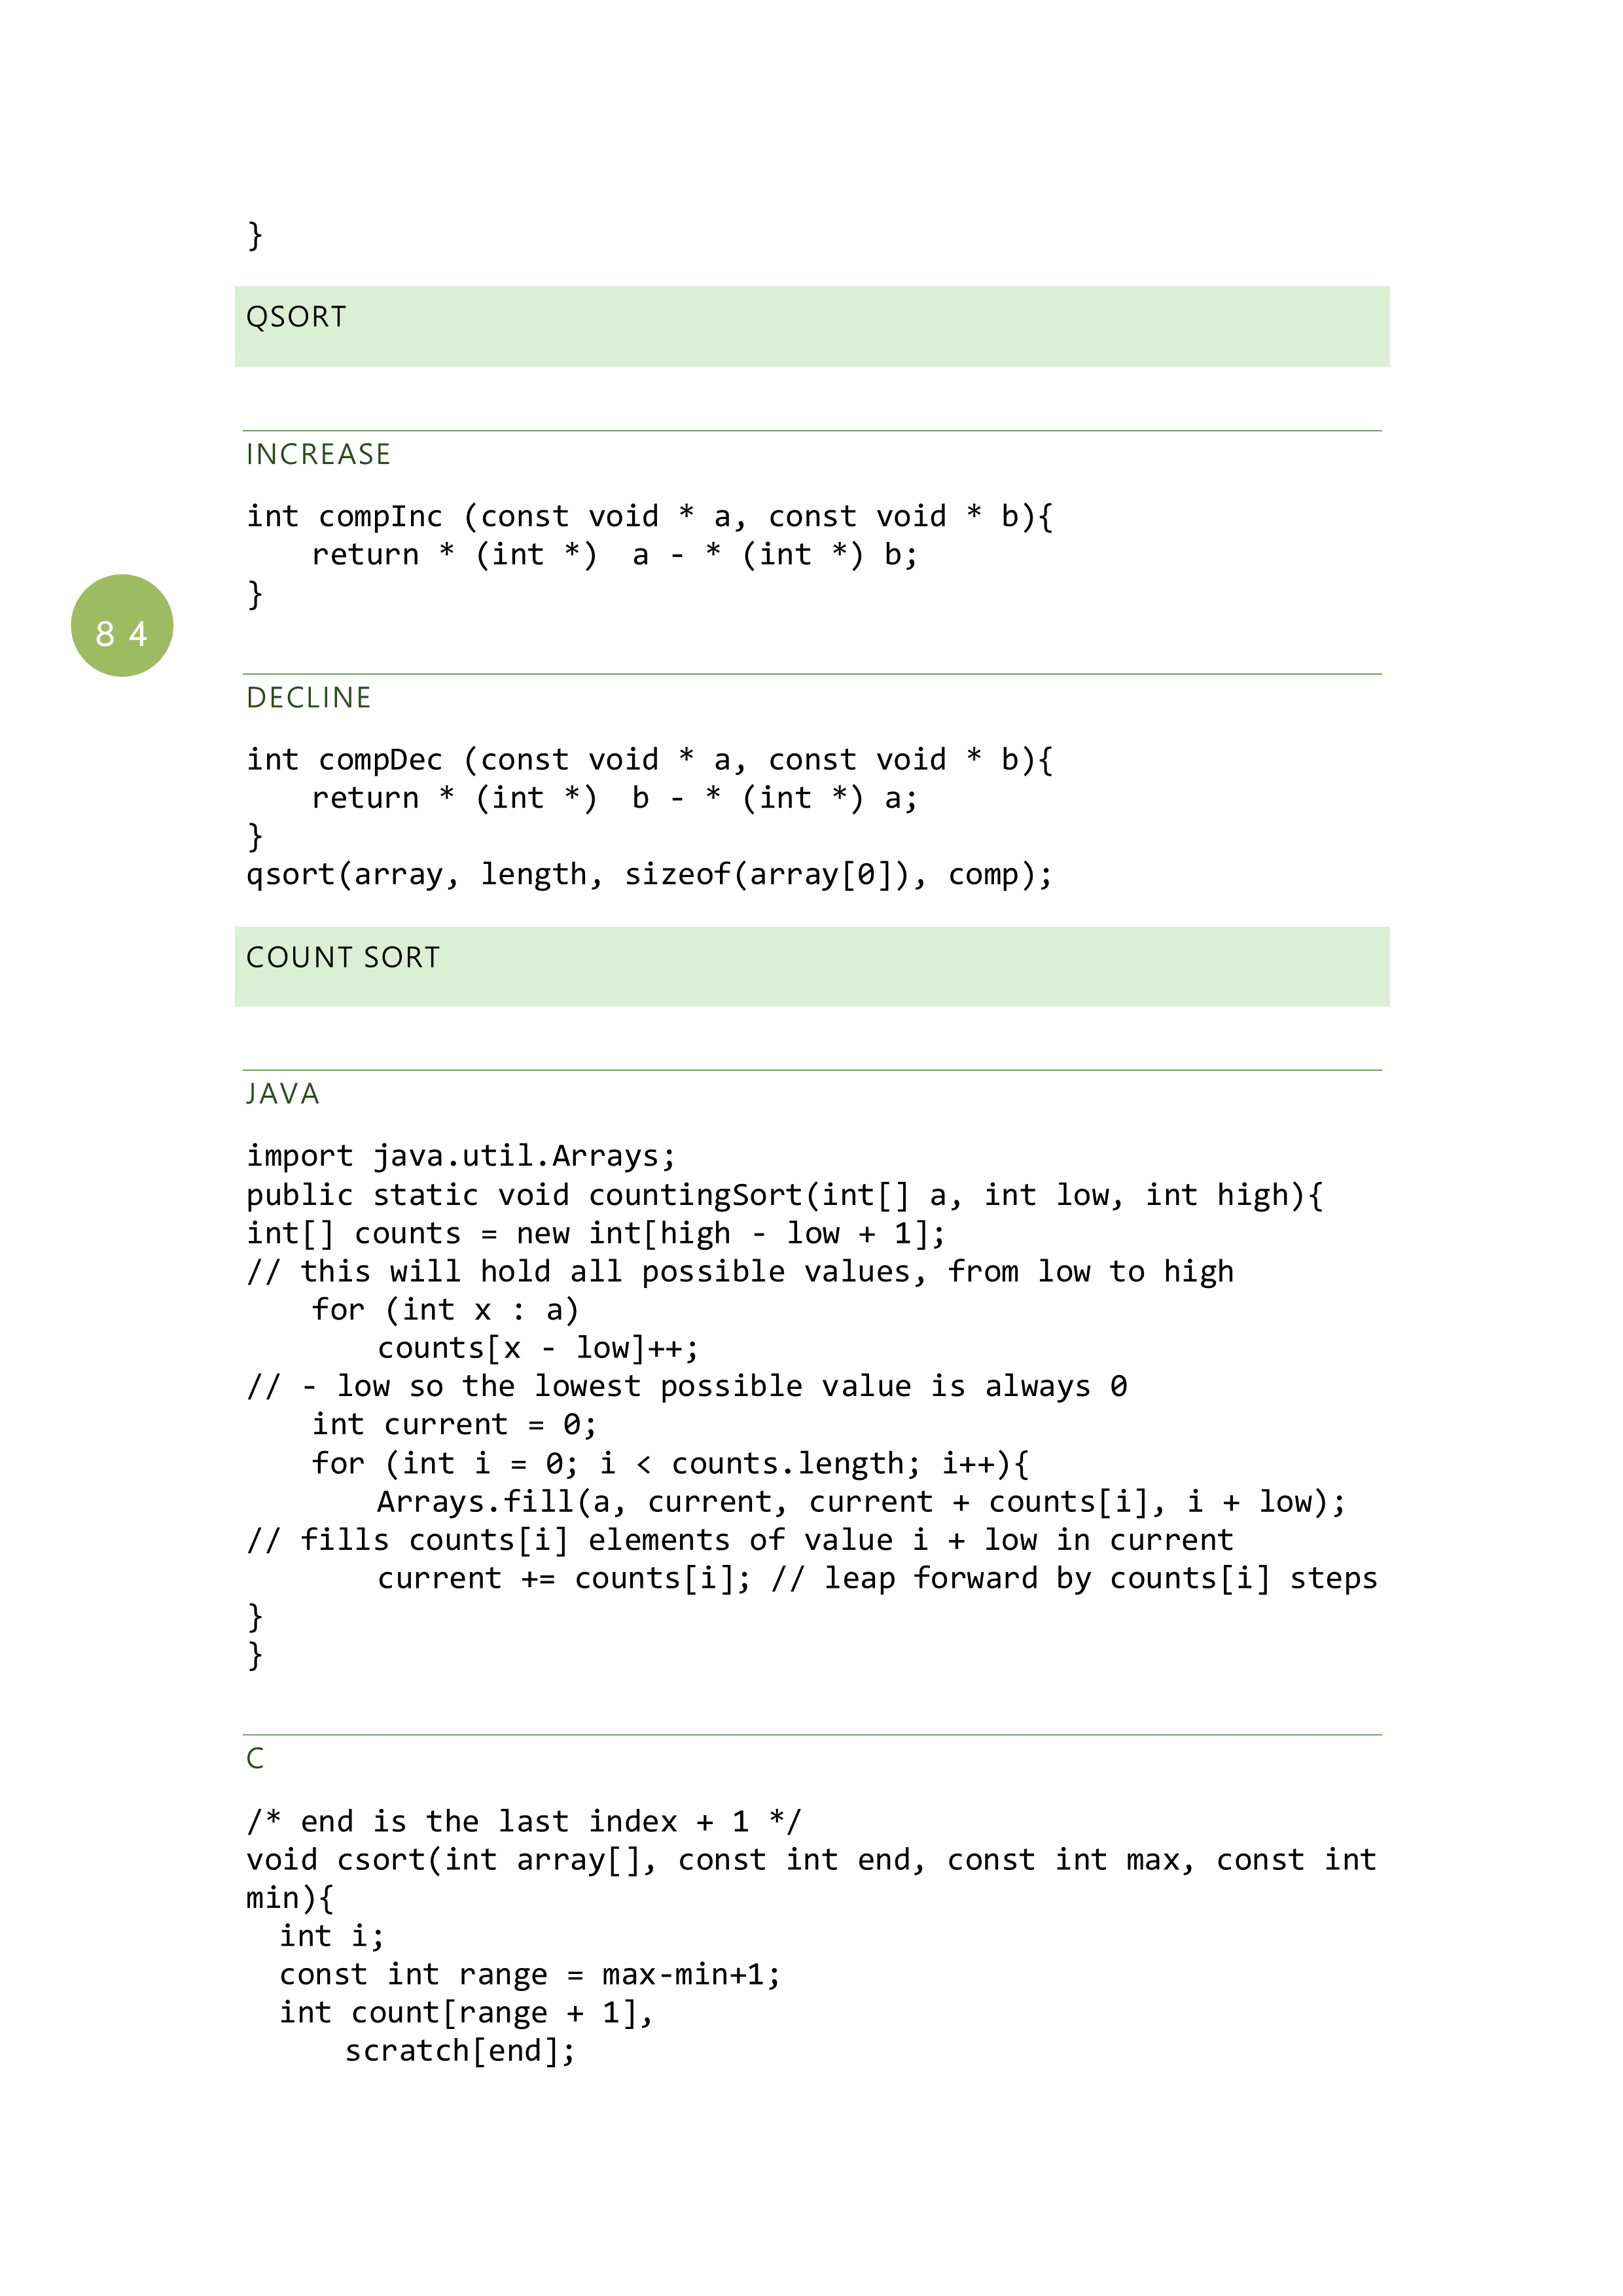 }
QSORT
INCREASE
int compInc (const void * a, const void * b){
    return * (int *)  a - * (int *) b;
}
84
DECLINE
int compDec (const void * a, const void * b){
    return * (int *)  b - * (int *) a;
}
qsort(array, length, sizeof(array[0]), comp);
COUNT SORT
JAVA
import java.util.Arrays;
public static void countingSort(int[] a, int low, int high){
int[] counts = new int[high - low + 1];
// this will hold all possible values, from low to high
    for (int x : a)
        counts[x - low]++;
// - low so the lowest possible value is always 0
    int current = 0;
    for (int i = 0; i < counts.length; i++){
        Arrays.fill(a, current, current + counts[i], i + low);
// fills counts[i] elements of value i + low in current
        current += counts[i]; // leap forward by counts[i] steps
}
}
C
/* end is the last index + 1 */
void csort(int array[], const int end, const int max, const int
min){
  int i;
  const int range = max-min+1;
  int count[range + 1],
      scratch[end];